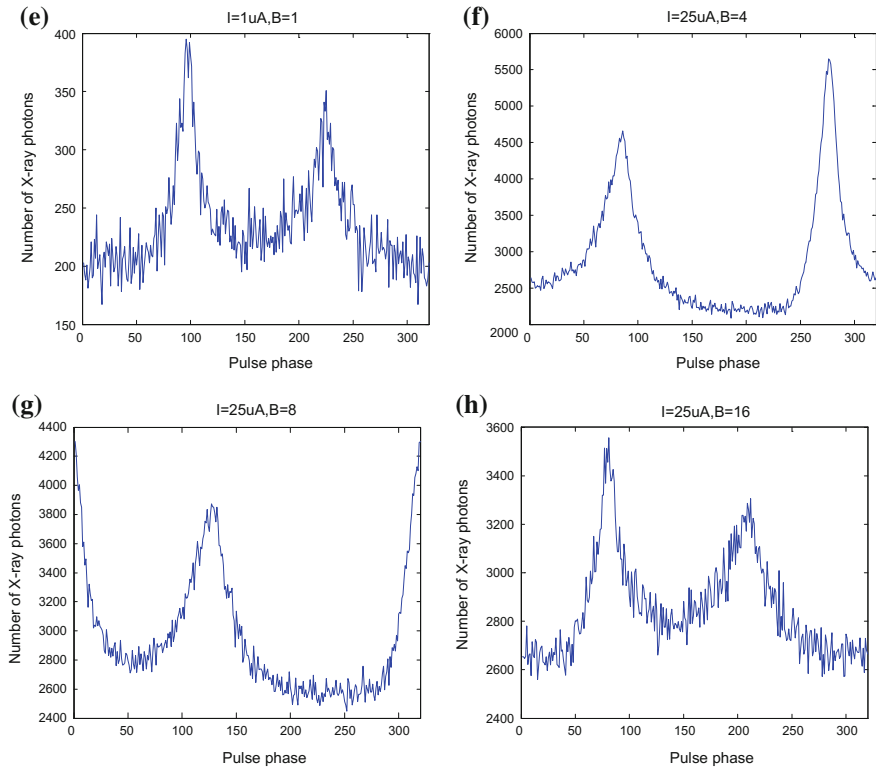 (e)
I=1uA,B=1
400
350
300
250
200
150
0 50 100 150 200 250 300
Number of X-ray photons
Pulse phase
(f)
I=25uA,B=4
6000
5500
5000
4500
4000
3500
3000
2500
2000
0 50 100 150 200 250 300
Number of X-ray photons
Pulse phase
(g)
I=25uA,B=8
4400
4200
4000
3800
3600
3400
3200
3000
2800
2600
2400
0 50 100 150 200 250 300
Number of X-ray photons
Pulse phase
(h)
I=25uA,B=16
3600
3400
3200
3000
2800
2600
2400
0 50 100 150 200 250 300
Number of X-ray photons
Pulse phase